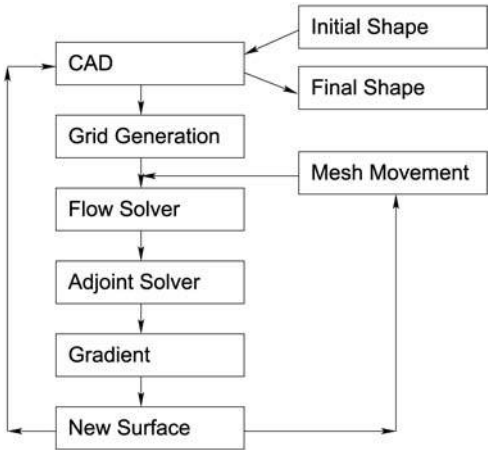 Initial Shape
CAD
Final Shape
Grid Generation
Mesh Movement
Flow Solver
Adjoint Solver
Gradient
New Surface